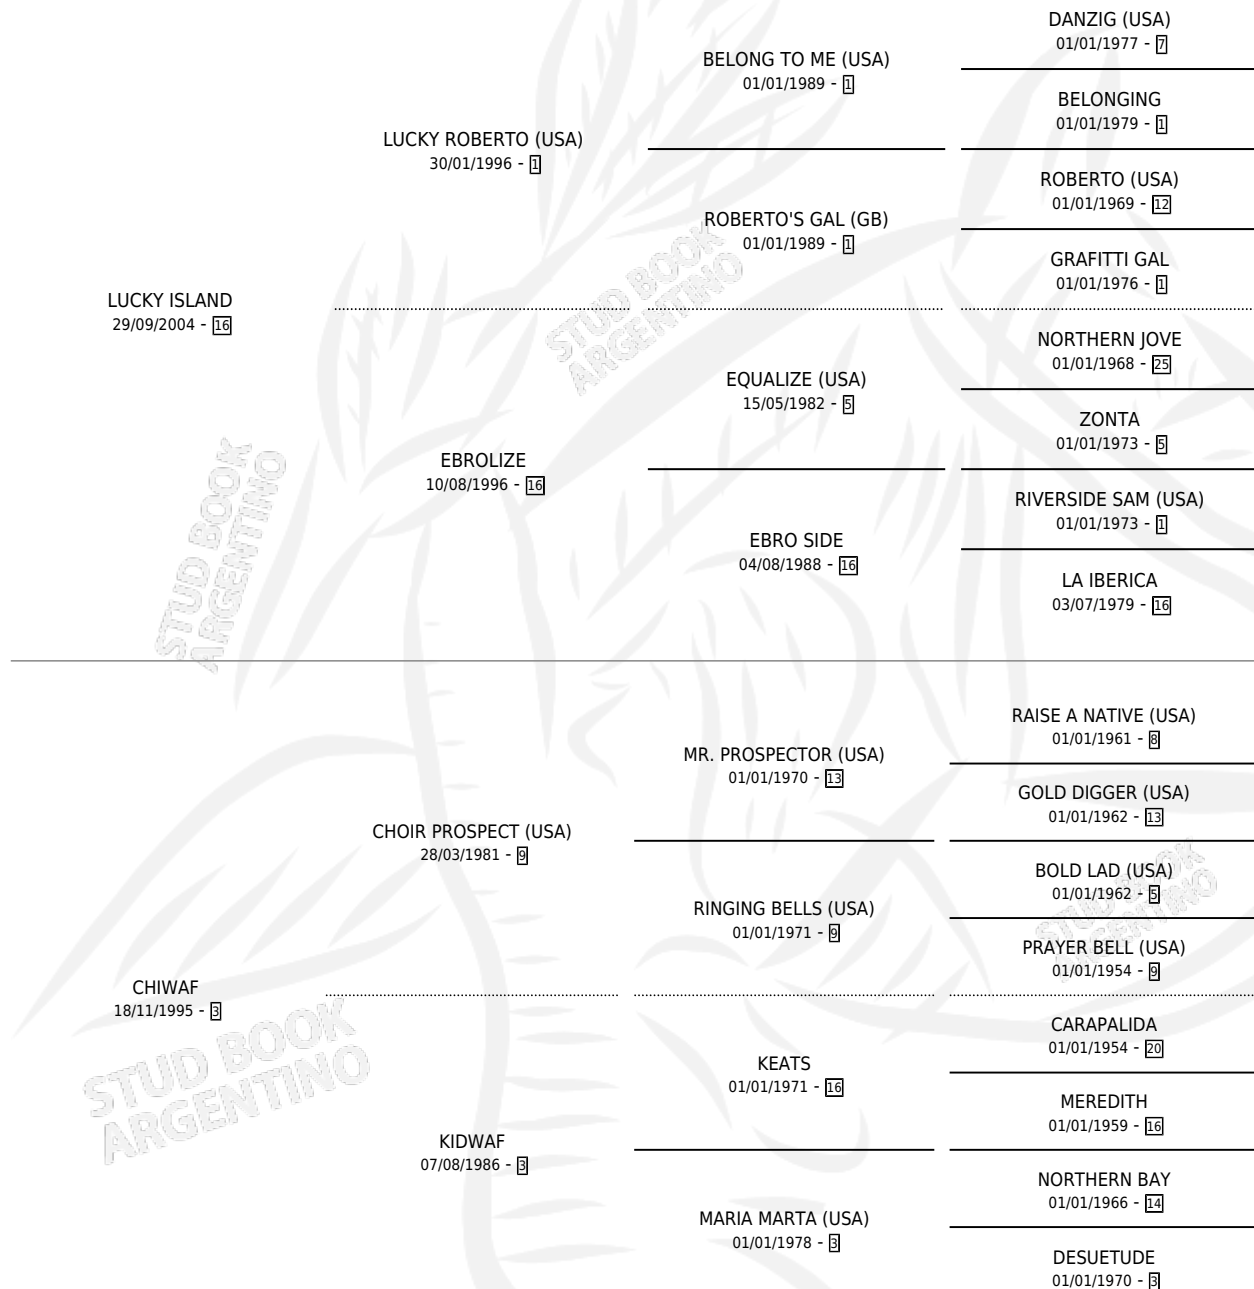 DANZIG (USA)
01/01/1977 - 7
BELONG TO ME (USA)
01/01/1989 - 1
BELONGING
01/01/1979 - 1
LUCKY ROBERTO (USA)
30/01/1996 - 1
ROBERTO (USA)
01/01/1969 - 12
ROBERTO'S GAL (GB)
01/01/1989 - 1
GRAFITTI GAL
01/01/1976 - 1
LUCKY ISLAND
29/09/2004 - 16
NORTHERN JOVE
01/01/1968 - 25
EQUALIZE (USA)
15/05/1982 - 5
ZONTA
01/01/1973 - 5
EBROLIZE
10/08/1996 - 16
RIVERSIDE SAM (USA)
01/01/1973 - 1
EBRO SIDE
04/08/1988 - 16
LA IBERICA
03/07/1979 - 16
RAISE A NATIVE (USA)
01/01/1961 - 8
MR. PROSPECTOR (USA)
01/01/1970 - 13
GOLD DIGGER (USA)
01/01/1962 - 13
CHOIR PROSPECT (USA)
28/03/1981 - 9
BOLD LAD (USA)
01/01/1962 - 5
RINGING BELLS (USA)
01/01/1971 - 9
PRAYER BELL (USA)
01/01/1954 - 9
CHIWAF
18/11/1995 - 3
CARAPALIDA
01/01/1954 - 20
KEATS
01/01/1971 - 16
MEREDITH
01/01/1959 - 16
KIDWAF
07/08/1986 - 3
NORTHERN BAY
01/01/1966 - 14
MARIA MARTA (USA)
01/01/1978 - 3
DESUETUDE
01/01/1970 - 3
STUD BOOK
ARGENTINO
STUD BOOK
ARGENTINO
STUD BOOK
ARGENTINO
STUD BOOK
ARGENTINO